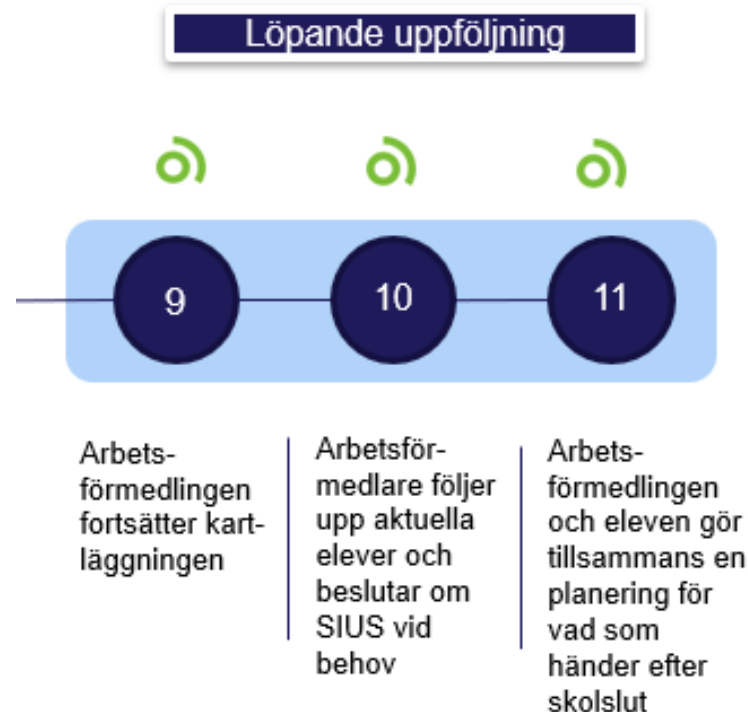 Löpande uppföljning
9
10
11
Arbets-
förmedlingen
fortsätter kart-
läggningen
Arbetsför-
medlare följer
upp aktuella
elever och
beslutar om
SIUS vid
behov
Arbets-
förmedlingen
och eleven gör
tillsammans en
planering för
vad som
händer efter
skolslut